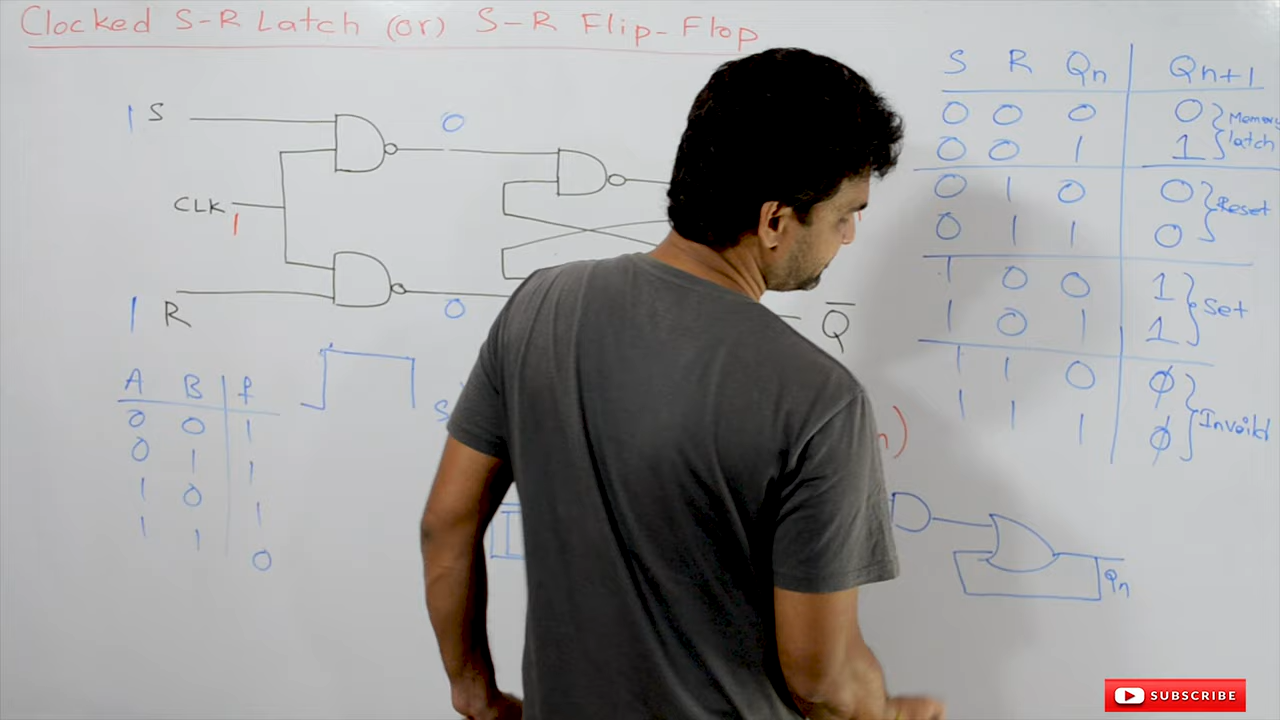 Clocked S-R Latch (or) S-R Flip-Flop
1 S
0
CLK
1
1 R
0
Q̅
A B f
0 0 1
0 1 1
1 0 1
1 1 0
S
n)
Qn
S R Qn Qn+1
0 0 0 0
0 0 1 1
Memory
latch
0 1 0 0
0 1 1 0
Reset
1 0 0 1
1 0 1 1
Set
1 1 0 φ
1 1 1 φ
SUBSCRIBE